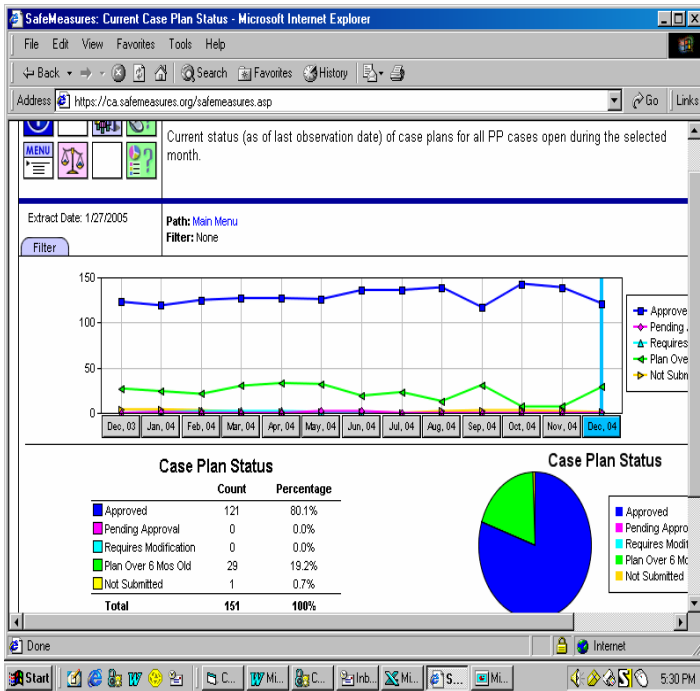 SafeMeasures: Current Case Plan Status - Microsoft Internet Explorer
File Edit View Favorites Tools Help
Back Search Favorites History
Address https://ca.safemeasures.org/safemeasures.asp Go Links
MENU
Current status (as of last observation date) of case plans for all PP cases open during the selected
month.
Extract Date: 1/27/2005
Filter
Path: Main Menu
Filter: None
150
100
50
0
Approve
Pending
Requires
Plan Over
Not Subm
Dec, 03 Jan, 04 Feb, 04 Mar, 04 Apr, 04 May, 04 Jun, 04 Jul, 04 Aug, 04 Sep, 04 Oct, 04 Nov, 04 Dec, 04
Case Plan Status
Count Percentage
Approved 121 80.1%
Pending Approval 0 0.0%
Requires Modification 0 0.0%
Plan Over 6 Mos Old 29 19.2%
Not Submitted 1 0.7%
Total 151 100%
Case Plan Status
Approved
Pending Appro
Requires Modif
Plan Over 6 Mo
Not Submitted
Done Internet
Start C... Mi... C... Inb... Mi... S... Mi... 5:30 PM